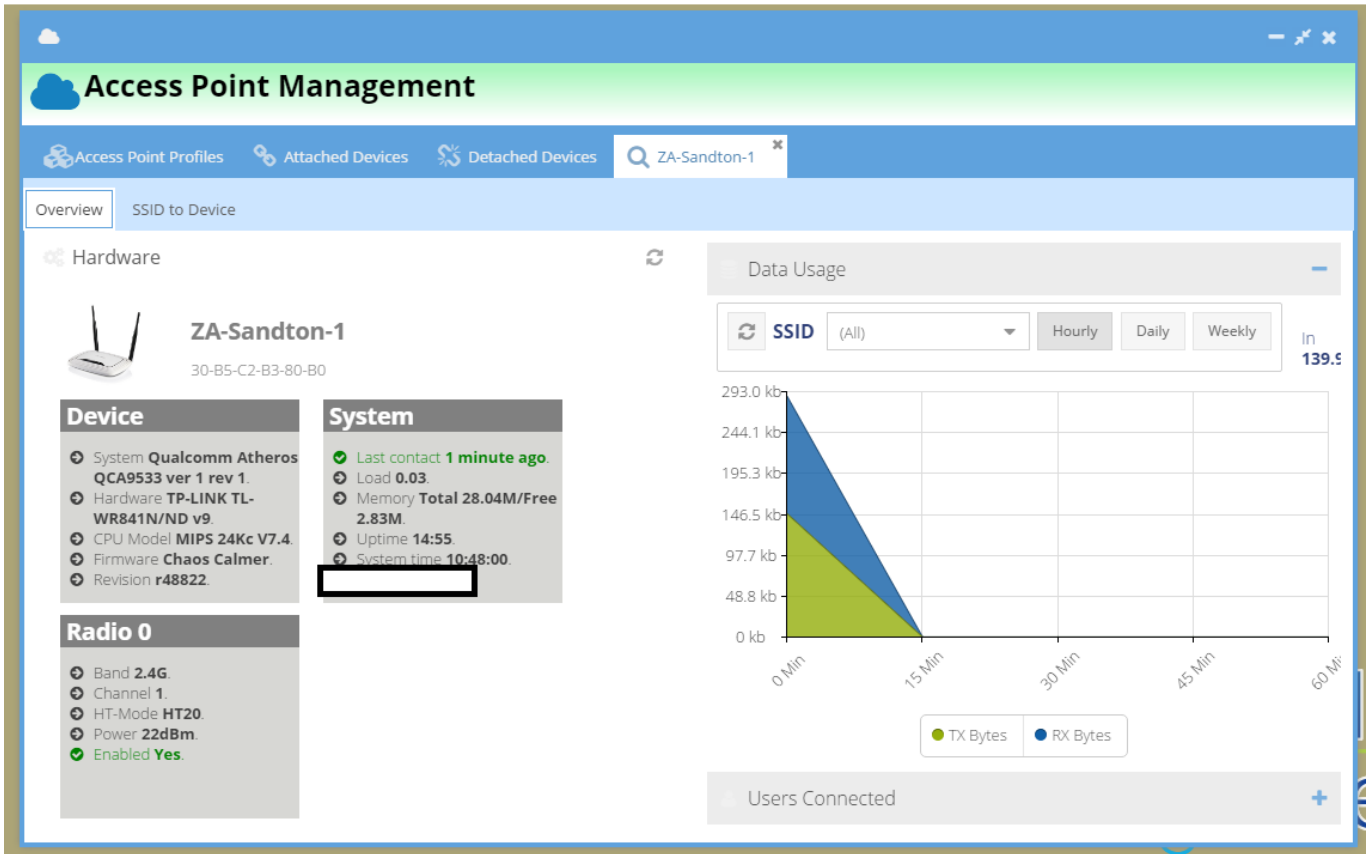 Access Point Management
Access Point Profiles Attached Devices Detached Devices ZA-Sandton-1
Overview SSID to Device
Hardware
ZA-Sandton-1
30-B5-C2-B3-80-B0
Device
System Qualcomm Atheros
QCA9533 ver 1 rev 1.
Hardware TP-LINK TL-
WR841N/ND v9.
CPU Model MIPS 24Kc V7.4.
Firmware Chaos Calmer.
Revision r48822.
System
Last contact 1 minute ago.
Load 0.03.
Memory Total 28.04M/Free
2.83M.
Uptime 14:55.
System time 10:48:00.
Radio 0
Band 2.4G.
Channel 1.
HT-Mode HT20.
Power 22dBm.
Enabled Yes.
Data Usage
SSID (All) Hourly Daily Weekly
In
139.9
293.0 kb
244.1 kb
195.3 kb
146.5 kb
97.7 kb
48.8 kb
0 kb
0 Min 15 Min 30 Min 45 Min 60
TX Bytes RX Bytes
Users Connected